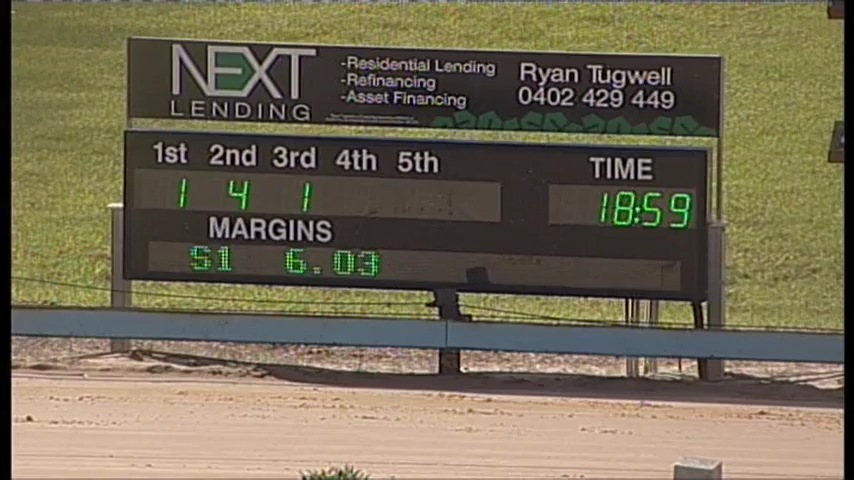 NEXT
LENDING
-Residential Lending
-Refinancing
-Asset Financing
Ryan Tugwell
0402 429 449
1st 2nd 3rd 4th 5th
TIME
1 4 1
18:59
MARGINS
S1 6.03